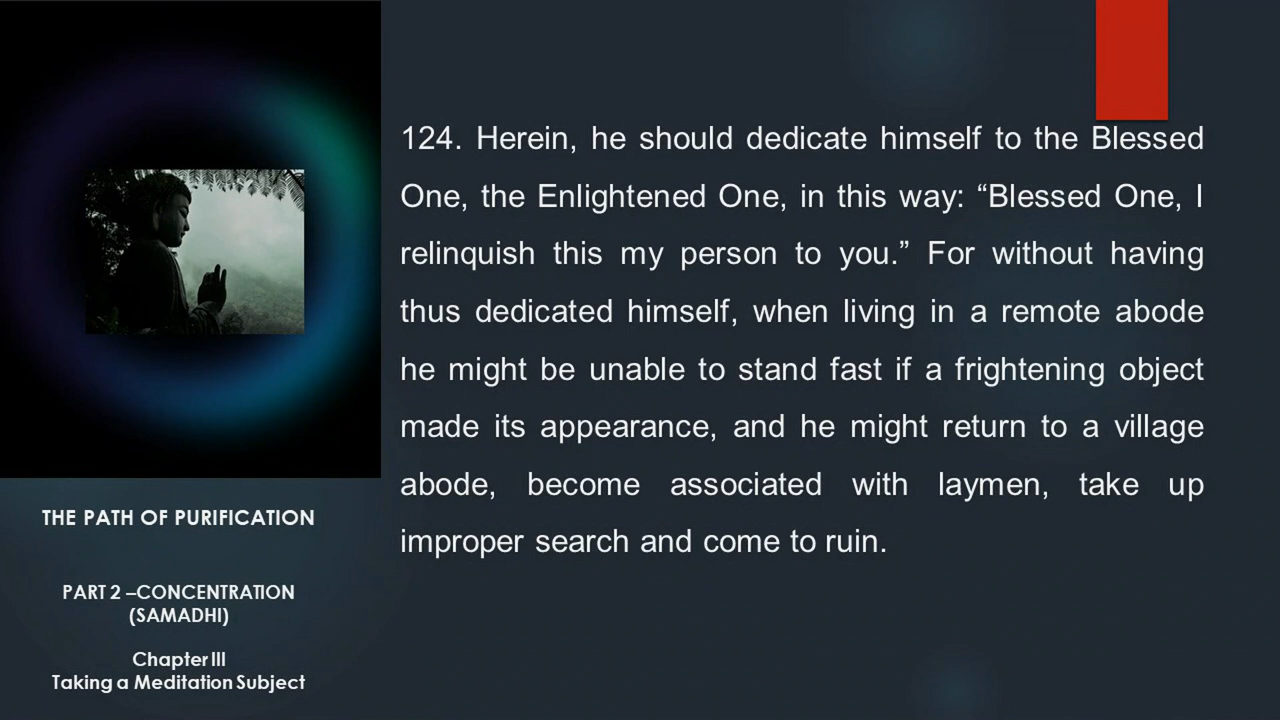 124. Herein, he should dedicate himself to the Blessed
One, the Enlightened One, in this way: “Blessed One, I
relinquish this my person to you.” For without having
thus dedicated himself, when living in a remote abode
he might be unable to stand fast if a frightening object
made its appearance, and he might return to a village
abode, become associated with laymen, take up
improper search and come to ruin.
THE PATH OF PURIFICATION
PART 2 –CONCENTRATION
(SAMADHI)
Chapter III
Taking a Meditation Subject